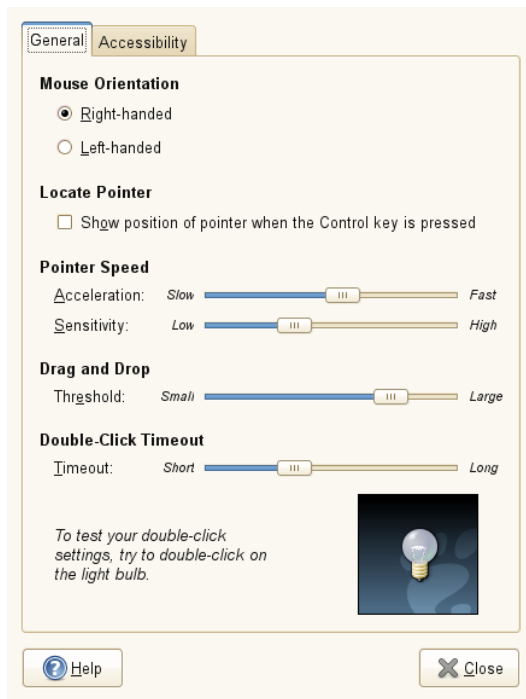 General
Accessibility
Mouse Orientation
Right-handed
Left-handed
Locate Pointer
Show position of pointer when the Control key is pressed
Pointer Speed
Acceleration: Slow Fast
Sensitivity: Low High
Drag and Drop
Threshold: Small Large
Double-Click Timeout
Timeout: Short Long
To test your double-click
settings, try to double-click on
the light bulb.
Help
Close